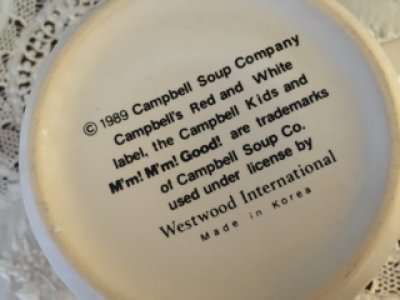 © 1989 Campbell Soup Company
Campbell's Red and White
label, the Campbell Kids and
M'm! M'm! Good! are trademarks
of Campbell Soup Co.
used under license by
Westwood International
Made in Korea